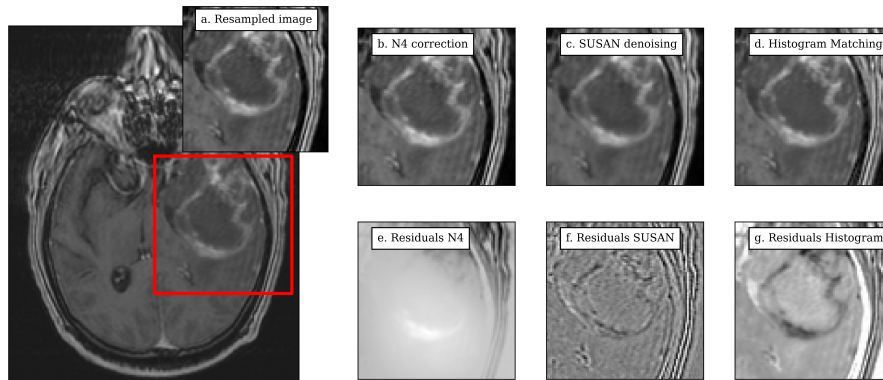 a. Resampled image
b. N4 correction
c. SUSAN denoising
d. Histogram Matching
e. Residuals N4
f. Residuals SUSAN
g. Residuals Histogram